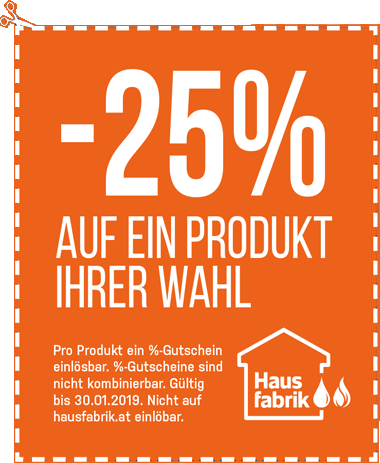 -25%
AUF EIN PRODUKT
IHRER WAHL
Pro Produkt ein %-Gutschein
einlösbar. %-Gutscheine sind
nicht kombinierbar. Gültig
bis 30.01.2019. Nicht auf
hausfabrik.at einlöbar.
Haus
fabrik